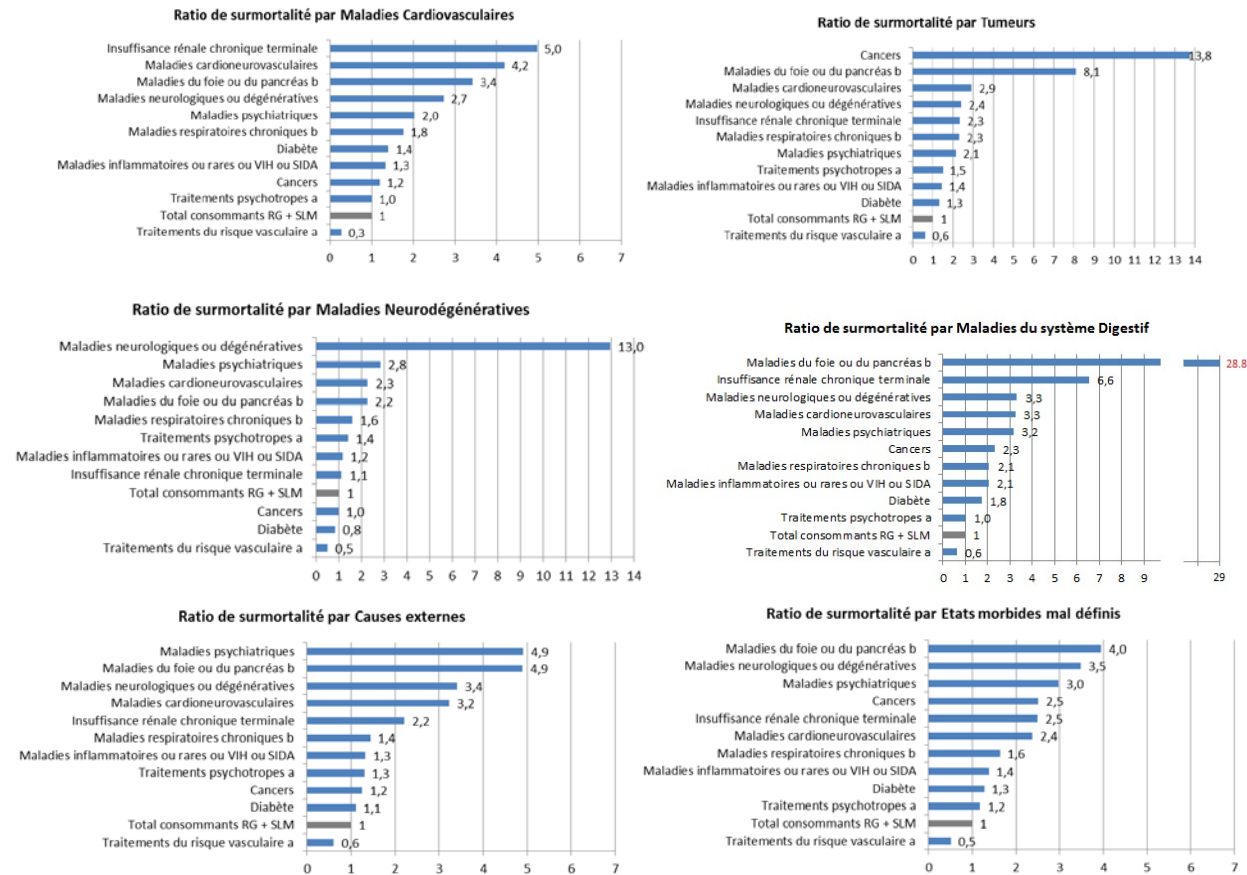 Ratio de surmortalité par Maladies Cardiovasculaires
Insuffisance rénale chronique terminale 5,0
Maladies cardioneurovasculaires 4,2
Maladies du foie ou du pancréas b 3,4
Maladies neurologiques ou dégénératives 2,7
Maladies psychiatriques 2,0
Maladies respiratoires chroniques b 1,8
Diabète 1,4
Maladies inflammatoires ou rares ou VIH ou SIDA 1,3
Cancers 1,2
Traitements psychotropes a 1,0
Total consommants RG + SLM 1
Traitements du risque vasculaire a 0,3
0 1 2 3 4 5 6 7
Ratio de surmortalité par Tumeurs
Cancers 13,8
Maladies du foie ou du pancréas b 8,1
Maladies cardioneurovasculaires 2,9
Maladies neurologiques ou dégénératives 2,4
Insuffisance rénale chronique terminale 2,3
Maladies respiratoires chroniques b 2,3
Maladies psychiatriques 2,1
Traitements psychotropes a 1,5
Maladies inflammatoires ou rares ou VIH ou SIDA 1,4
Diabète 1,3
Total consommants RG + SLM 1
Traitements du risque vasculaire a 0,6
0 1 2 3 4 5 6 7 8 9 10 11 12 13 14
Ratio de surmortalité par Maladies Neurodégénératives
Maladies neurologiques ou dégénératives 13,0
Maladies psychiatriques 2,8
Maladies cardioneurovasculaires 2,3
Maladies du foie ou du pancréas b 2,2
Maladies respiratoires chroniques b 1,6
Traitements psychotropes a 1,4
Maladies inflammatoires ou rares ou VIH ou SIDA 1,2
Insuffisance rénale chronique terminale 1,1
Total consommants RG + SLM 1
Cancers 1,0
Diabète 0,8
Traitements du risque vasculaire a 0,5
0 1 2 3 4 5 6 7 8 9 10 11 12 13 14
Ratio de surmortalité par Maladies du système Digestif
Maladies du foie ou du pancréas b 28.8
Insuffisance rénale chronique terminale 6,6
Maladies neurologiques ou dégénératives 3,3
Maladies cardioneurovasculaires 3,3
Maladies psychiatriques 3,2
Cancers 2,3
Maladies respiratoires chroniques b 2,1
Maladies inflammatoires ou rares ou VIH ou SIDA 2,1
Diabète 1,8
Traitements psychotropes a 1,0
Total consommants RG + SLM 1
Traitements du risque vasculaire a 0,6
0 1 2 3 4 5 6 7 8 9 29
Ratio de surmortalité par Causes externes
Maladies psychiatriques 4,9
Maladies du foie ou du pancréas b 4,9
Maladies neurologiques ou dégénératives 3,4
Maladies cardioneurovasculaires 3,2
Insuffisance rénale chronique terminale 2,2
Maladies respiratoires chroniques b 1,4
Maladies inflammatoires ou rares ou VIH ou SIDA 1,3
Traitements psychotropes a 1,3
Cancers 1,2
Diabète 1,1
Total consommants RG + SLM 1
Traitements du risque vasculaire a 0,6
0 1 2 3 4 5 6 7
Ratio de surmortalité par Etats morbides mal définis
Maladies du foie ou du pancréas b 4,0
Maladies neurologiques ou dégénératives 3,5
Maladies psychiatriques 3,0
Cancers 2,5
Insuffisance rénale chronique terminale 2,5
Maladies cardioneurovasculaires 2,4
Maladies respiratoires chroniques b 1,6
Maladies inflammatoires ou rares ou VIH ou SIDA 1,4
Diabète 1,3
Traitements psychotropes a 1,2
Total consommants RG + SLM 1
Traitements du risque vasculaire a 0,5
0 1 2 3 4 5 6 7